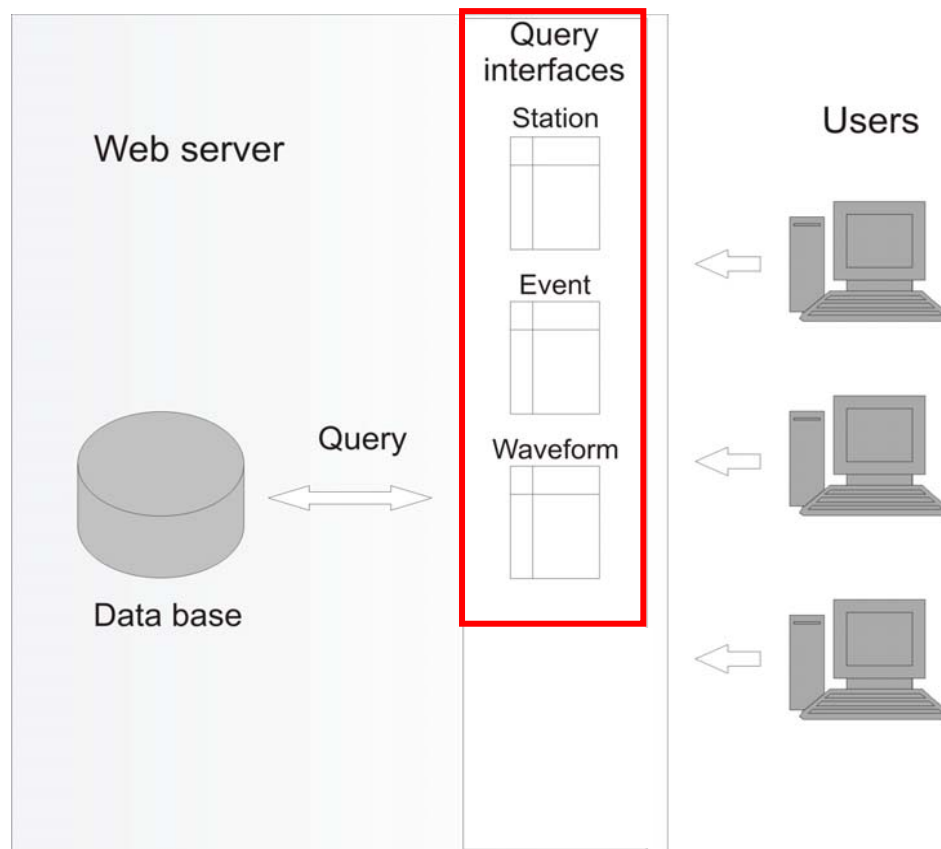 Query
interfaces
Station
Users
Web server
Event
Query
Waveform
Data base